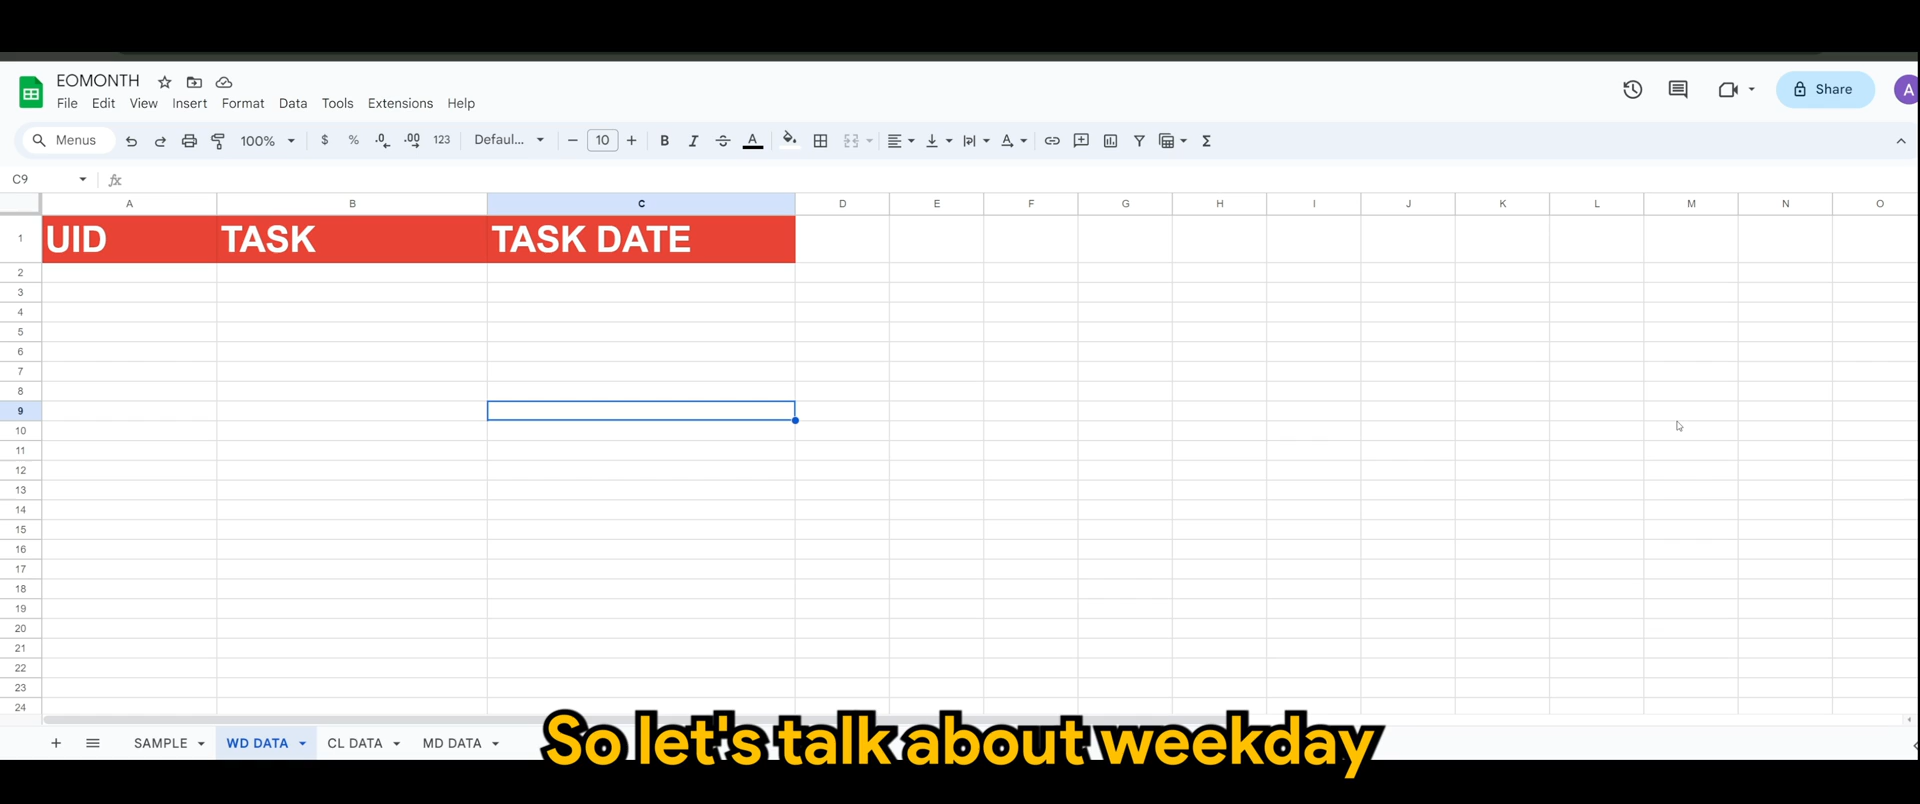 EOMONTH
File Edit View Insert Format Data Tools Extensions Help
Share
A
Menus 100% $ % .0 .00 123 Defaul... − 10 + B I A Σ
C9 fx
A B C D E F G H I J K L M N O
1 UID TASK TASK DATE
2
3
4
5
6
7
8
9
10
11
12
13
14
15
16
17
18
19
20
21
22
23
24
+ SAMPLE WD DATA CL DATA MD DATA
So let's talk about weekday